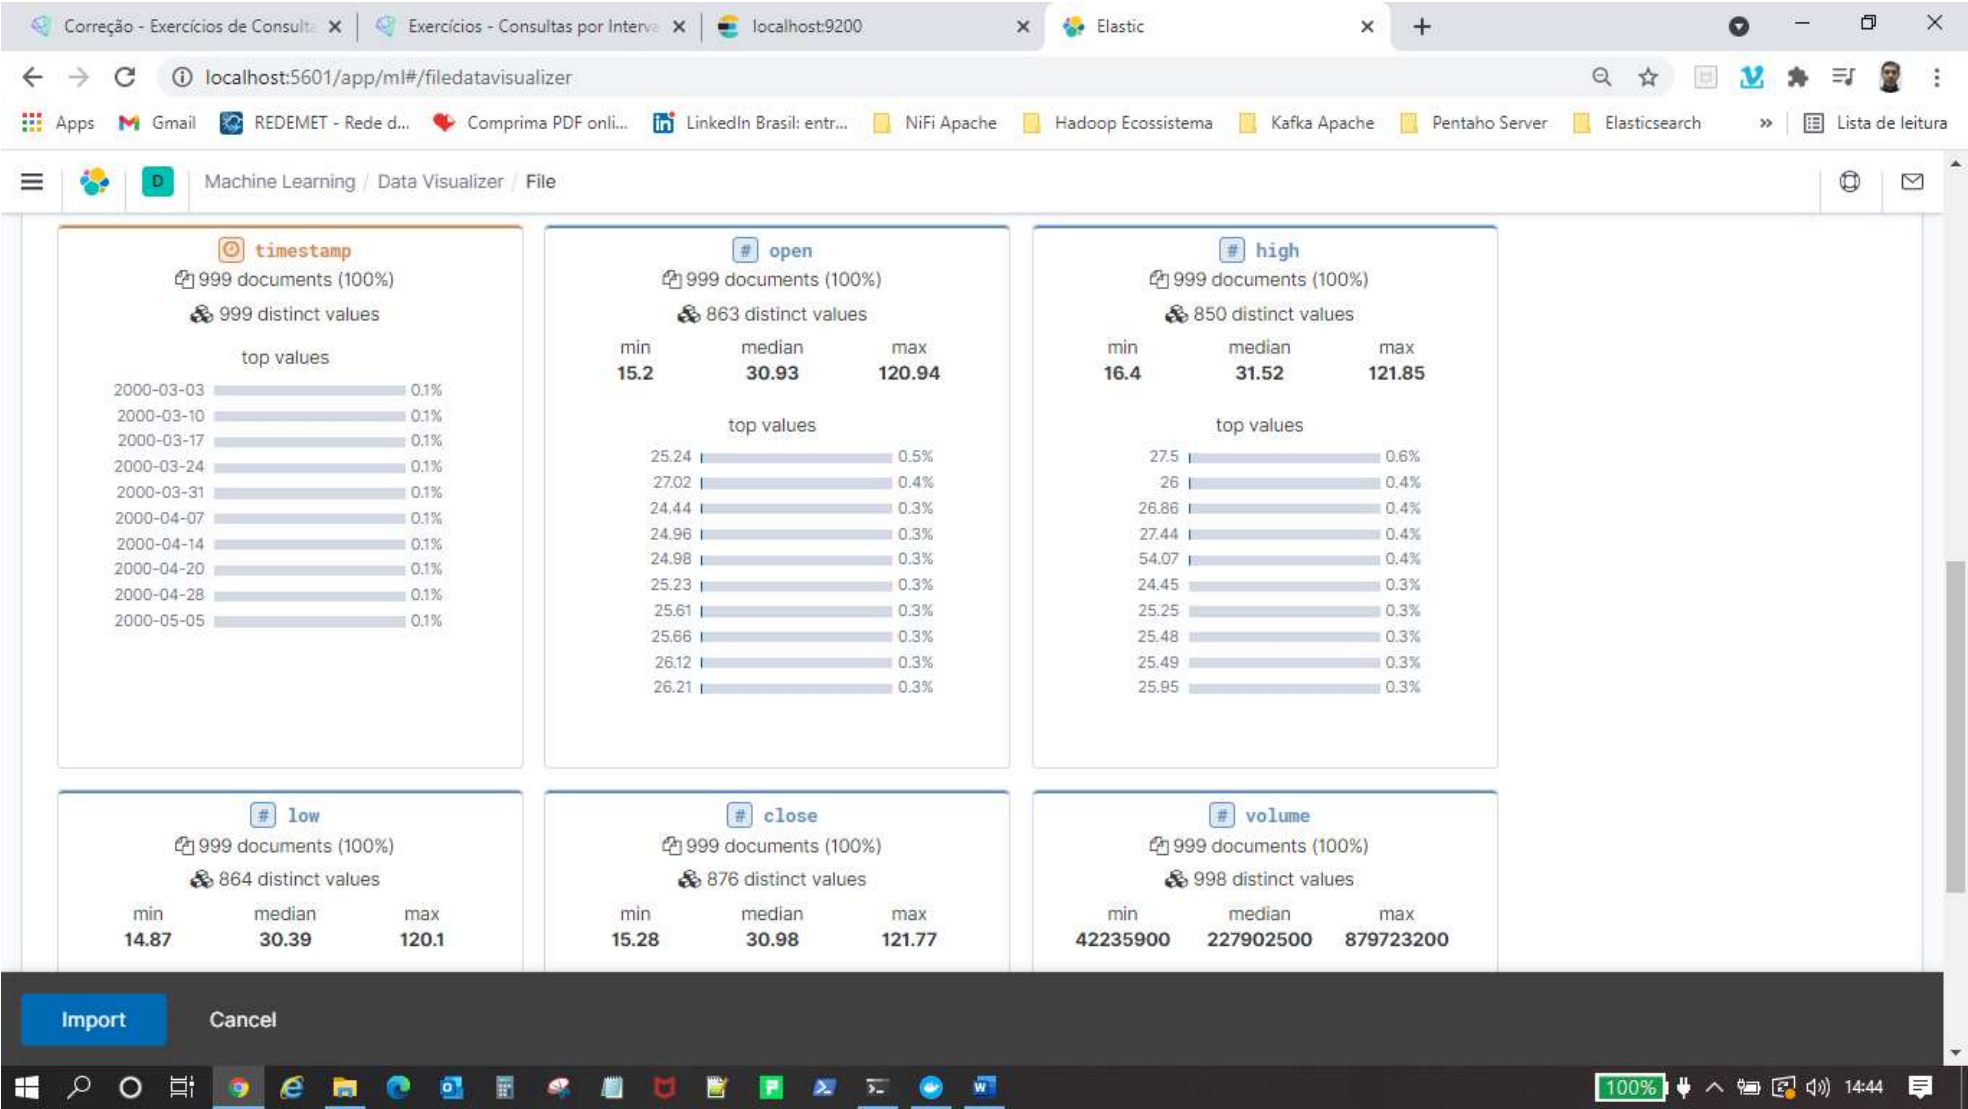 Correção - Exercícios de Consulta
Exercícios - Consultas por Interva
localhost:9200
Elastic
localhost:5601/app/ml#/filedatavisualizer
Apps
Gmail
REDEMET - Rede d...
Comprima PDF onli...
LinkedIn Brasil: entr...
NiFi Apache
Hadoop Ecossistema
Kafka Apache
Pentaho Server
Elasticsearch
»
Lista de leitura
D
Machine Learning / Data Visualizer / File
timestamp
999 documents (100%)
999 distinct values
top values
2000-03-03 0.1%
2000-03-10 0.1%
2000-03-17 0.1%
2000-03-24 0.1%
2000-03-31 0.1%
2000-04-07 0.1%
2000-04-14 0.1%
2000-04-20 0.1%
2000-04-28 0.1%
2000-05-05 0.1%
# open
999 documents (100%)
863 distinct values
min median max
15.2 30.93 120.94
top values
25.24 0.5%
27.02 0.4%
24.44 0.3%
24.96 0.3%
24.98 0.3%
25.23 0.3%
25.61 0.3%
25.66 0.3%
26.12 0.3%
26.21 0.3%
# high
999 documents (100%)
850 distinct values
min median max
16.4 31.52 121.85
top values
27.5 0.6%
26 0.4%
26.86 0.4%
27.44 0.4%
54.07 0.4%
24.45 0.3%
25.25 0.3%
25.48 0.3%
25.49 0.3%
25.95 0.3%
# low
999 documents (100%)
864 distinct values
min median max
14.87 30.39 120.1
# close
999 documents (100%)
876 distinct values
min median max
15.28 30.98 121.77
# volume
999 documents (100%)
998 distinct values
min median max
42235900 227902500 879723200
Import
Cancel
100%
14:44